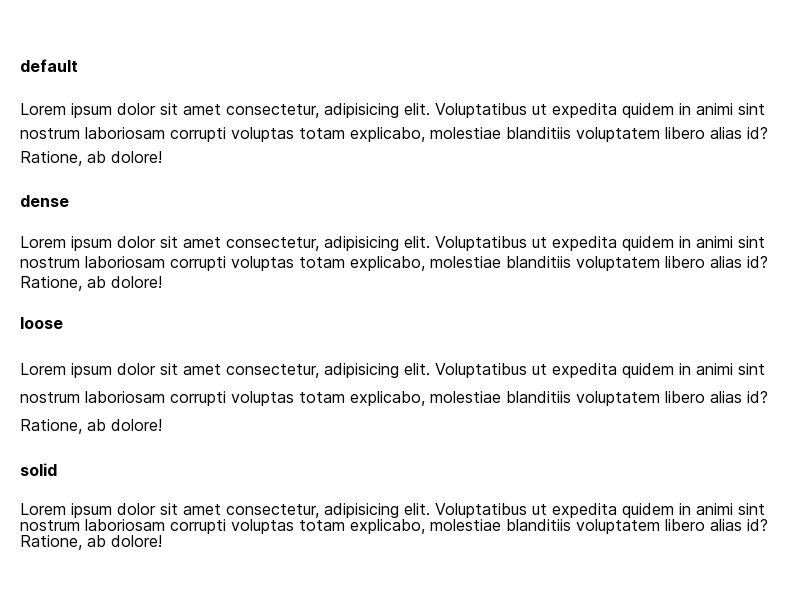 default
Lorem ipsum dolor sit amet consectetur, adipisicing elit. Voluptatibus ut expedita quidem in animi sint
nostrum laboriosam corrupti voluptas totam explicabo, molestiae blanditiis voluptatem libero alias id?
Ratione, ab dolore!
dense
Lorem ipsum dolor sit amet consectetur, adipisicing elit. Voluptatibus ut expedita quidem in animi sint
nostrum laboriosam corrupti voluptas totam explicabo, molestiae blanditiis voluptatem libero alias id?
Ratione, ab dolore!
loose
Lorem ipsum dolor sit amet consectetur, adipisicing elit. Voluptatibus ut expedita quidem in animi sint
nostrum laboriosam corrupti voluptas totam explicabo, molestiae blanditiis voluptatem libero alias id?
Ratione, ab dolore!
solid
Lorem ipsum dolor sit amet consectetur, adipisicing elit. Voluptatibus ut expedita quidem in animi sint
nostrum laboriosam corrupti voluptas totam explicabo, molestiae blanditiis voluptatem libero alias id?
Ratione, ab dolore!